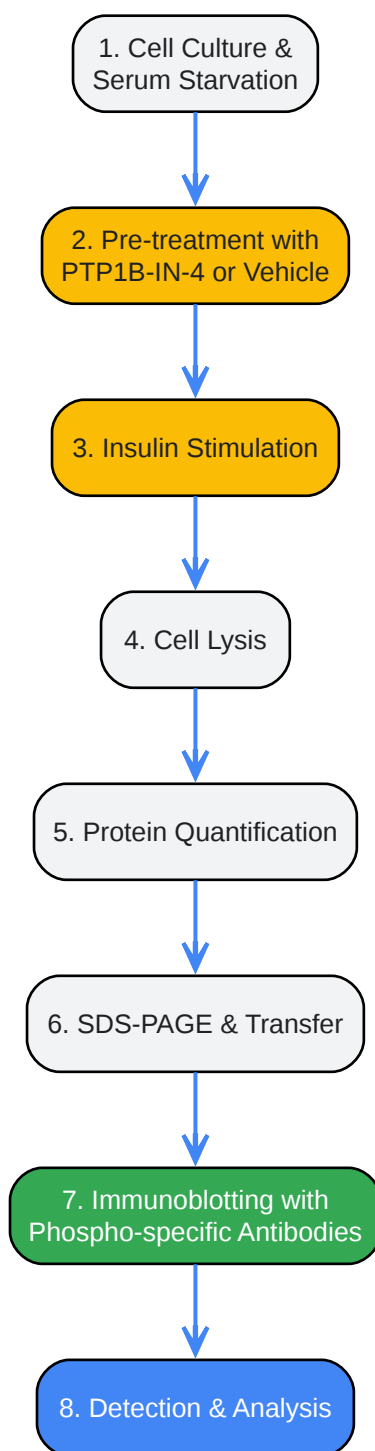 1. Cell Culture &
Serum Starvation
2. Pre-treatment with
PTP1B-IN-4 or Vehicle
3. Insulin Stimulation
4. Cell Lysis
5. Protein Quantification
6. SDS-PAGE & Transfer
7. Immunoblotting with
Phospho-specific Antibodies
8. Detection & Analysis